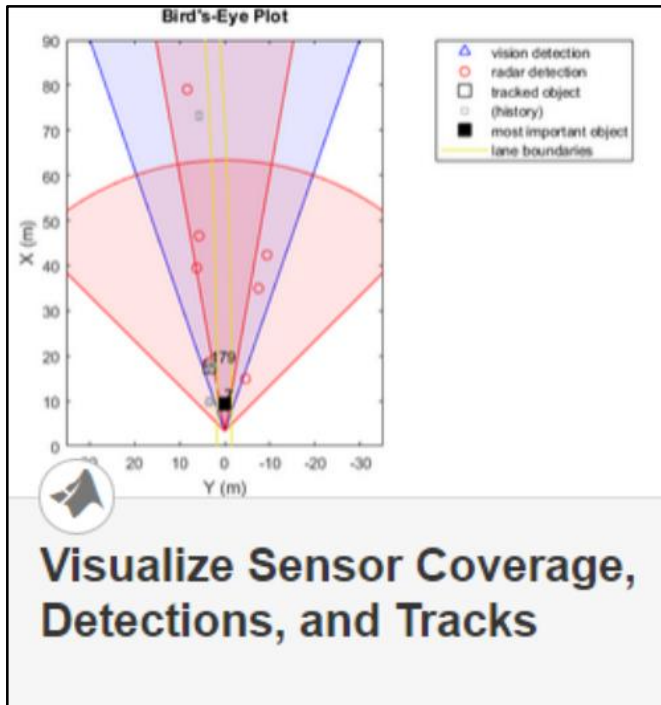 Bird's-Eye Plot
90
80
70
60
50
40
30
20
10
0
X (m)
179
7
20
10
0
-10
-20
-30
Y (m)
vision detection
radar detection
tracked object
(history)
most important object
lane boundaries
Visualize Sensor Coverage,
Detections, and Tracks